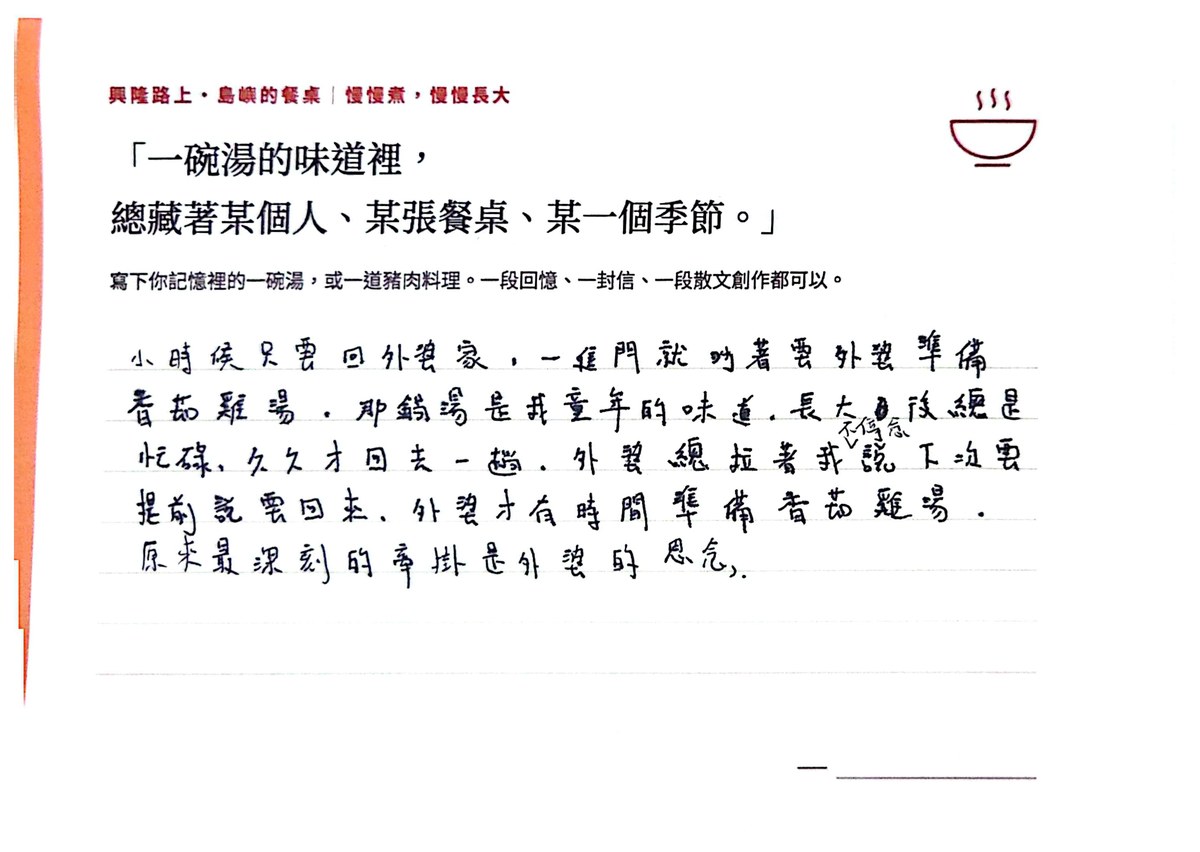 興隆路上・島嶼的餐桌｜慢慢煮，慢慢長大
「一碗湯的味道裡，
總藏著某個人、某張餐桌、某一個季節。」
寫下你記憶裡的一碗湯，或一道豬肉料理。一段回憶、一封信、一段散文創作都可以。
小時候只要回外婆家，一進門就吵著要外婆準備
香菇雞湯．那鍋湯是我童年的味道．長大後總是
忙碌、久久才回去一趟．外婆總拉著我不停念說下次要
提前說要回來、外婆才有時間準備香菇雞湯．
原來最深刻的牽掛是外婆的思念．
—